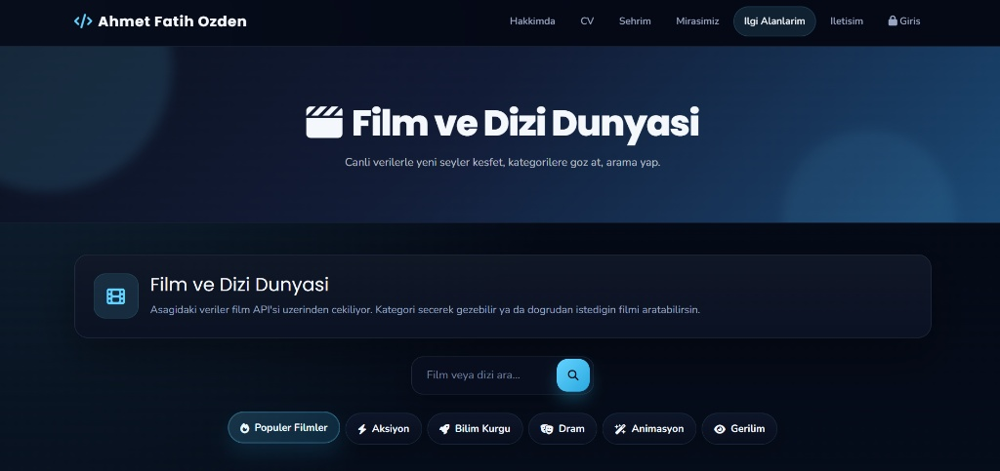 Ahmet Fatih Ozden
Hakkimda CV Sehrim Mirasimiz Ilgi Alanlarim Iletisim Giris
Film ve Dizi Dunyasi
Canli verilerle yeni seyler kesfet, kategorilere goz at, arama yap.
Film ve Dizi Dunyasi
Asagidaki veriler film API'si uzerinden cekiliyor. Kategori secerek gezebilir ya da dogrudan istedigin filmi aratabilirsin.
Film veya dizi ara...
Populer Filmler Aksiyon Bilim Kurgu Dram Animasyon Gerilim